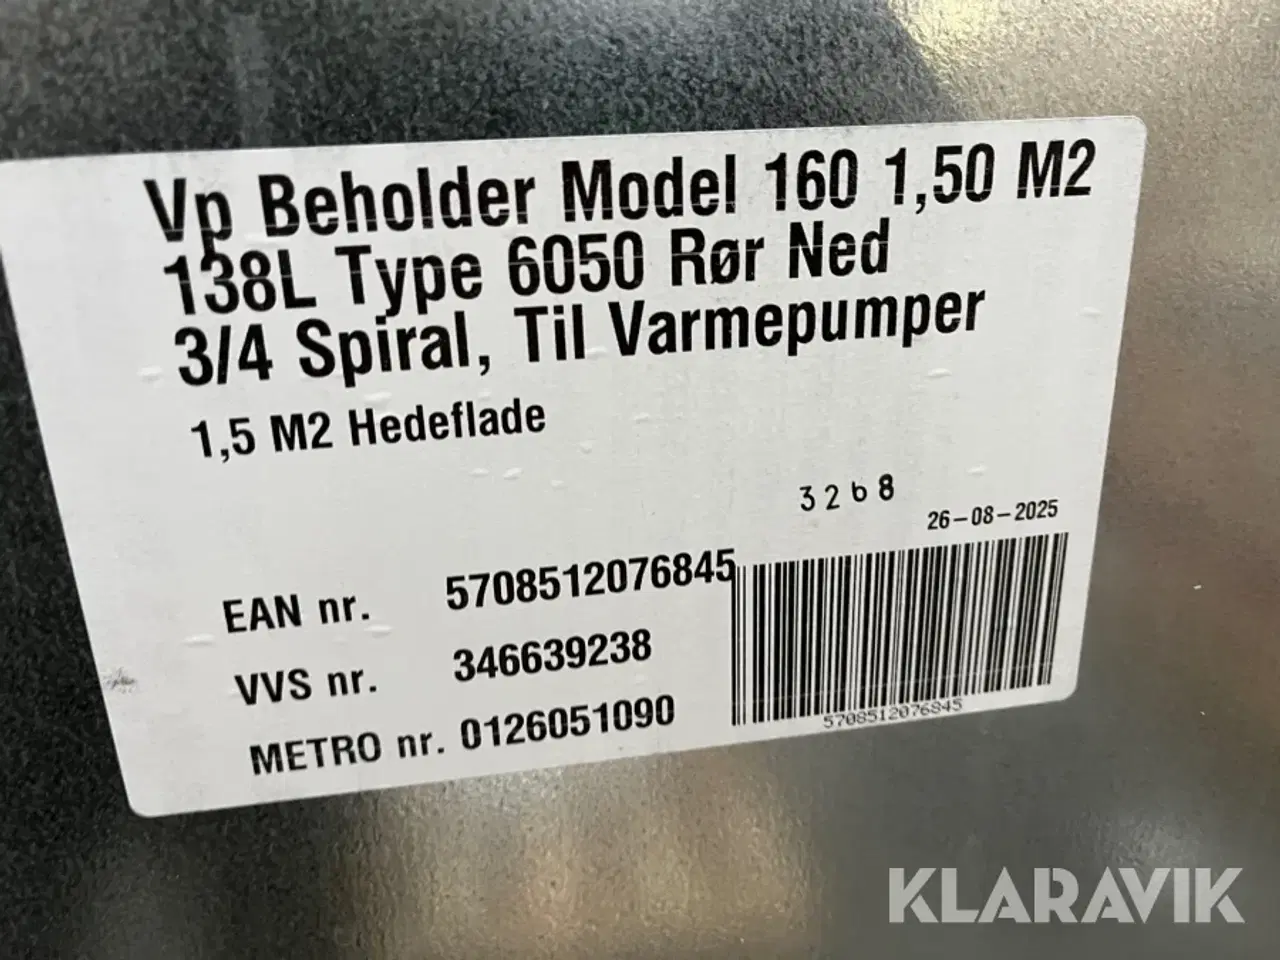 Vp Beholder Model 160 1,50 M2
138L Type 6050 Rør Ned
3/4 Spiral, Til Varmepumper
1,5 M2 Hedeflade
3268
26-08-2025
EAN nr. 5708512076845
VVS nr. 346639238
METRO nr. 0126051090
5708512076845
KLARAVIK